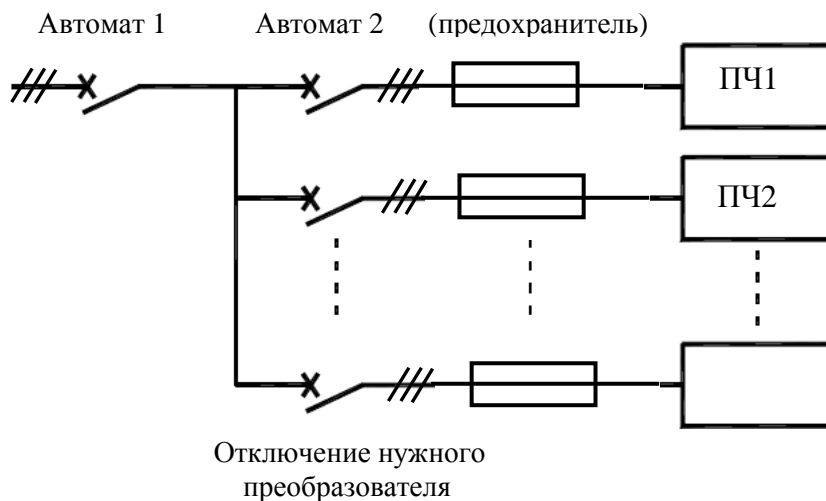 Автомат 1 Автомат 2 (предохранитель)
ПЧ1
ПЧ2
Отключение нужного
преобразователя